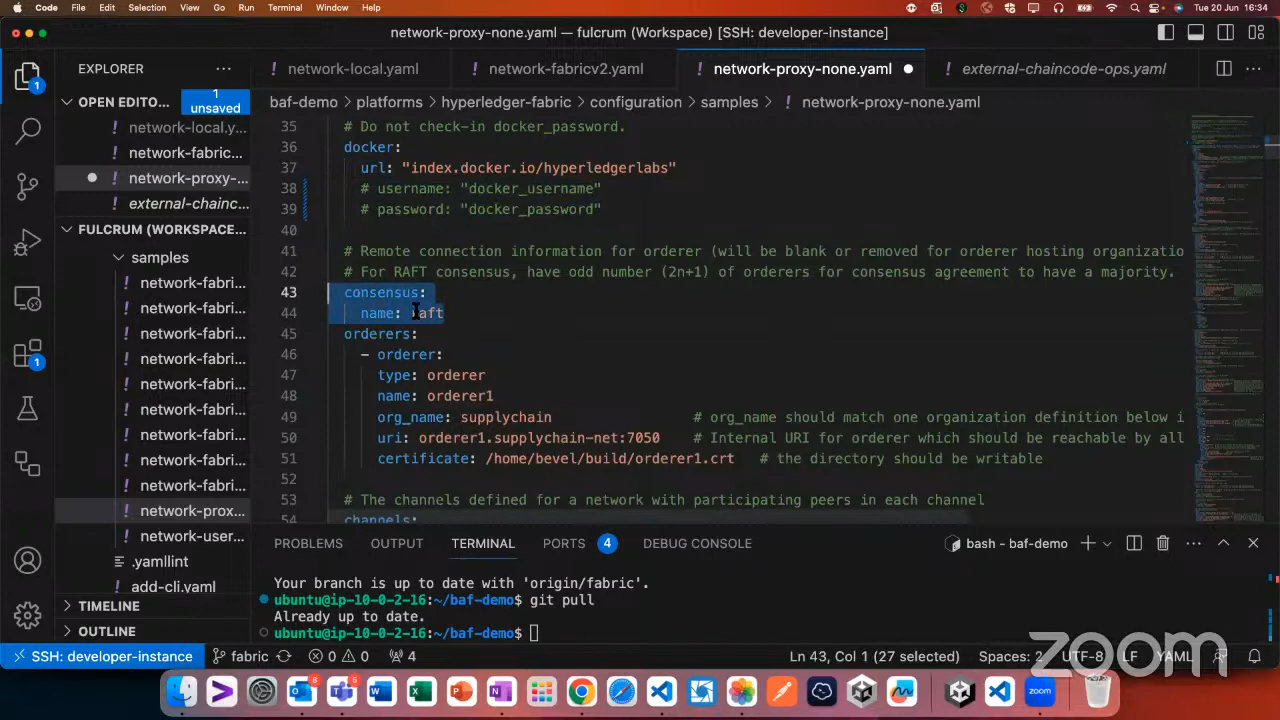 Code File Edit Selection View Go Run Terminal Window Help Tue 20 Jun 16:34
network-proxy-none.yaml — fulcrum (Workspace) [SSH: developer-instance]
EXPLORER
network-local.yaml network-fabricv2.yaml network-proxy-none.yaml external-chaincode-ops.yaml
OPEN EDITO... 1 unsaved
baf-demo > platforms > hyperledger-fabric > configuration > samples > network-proxy-none.yaml
network-local.y...
network-fabric...
network-proxy-...
external-chainc...
FULCRUM (WORKSPACE...
samples
network-fabri...
network-fabri...
network-fabri...
network-fabri...
network-fabri...
network-fabri...
network-fabri...
network-fabri...
network-fabri...
network-prox...
network-user...
.yamllint
add-cli.yaml
TIMELINE
OUTLINE
35 # Do not check-in docker_password.
36 docker:
37 url: "index.docker.io/hyperledgerlabs"
38 # username: "docker_username"
39 # password: "docker_password"
40
41 # Remote connection information for orderer (will be blank or removed for orderer hosting organizatio
42 # For RAFT consensus, have odd number (2n+1) of orderers for consensus agreement to have a majority.
43 consensus:
44 name: raft
45 orderers:
46 - orderer:
47 type: orderer
48 name: orderer1
49 org_name: supplychain # org_name should match one organization definition below i
50 uri: orderer1.supplychain-net:7050 # Internal URI for orderer which should be reachable by all
51 certificate: /home/bevel/build/orderer1.crt # the directory should be writable
52
53 # The channels defined for a network with participating peers in each channel
54 channels:
PROBLEMS OUTPUT TERMINAL PORTS 4 DEBUG CONSOLE bash - baf-demo
Your branch is up to date with 'origin/fabric'.
ubuntu@ip-10-0-2-16:~/baf-demo$ git pull
Already up to date.
ubuntu@ip-10-0-2-16:~/baf-demo$
SSH: developer-instance fabric 0 0 4 Ln 43, Col 1 (27 selected) Spaces: 2 UTF-8 LF YAML
zoom